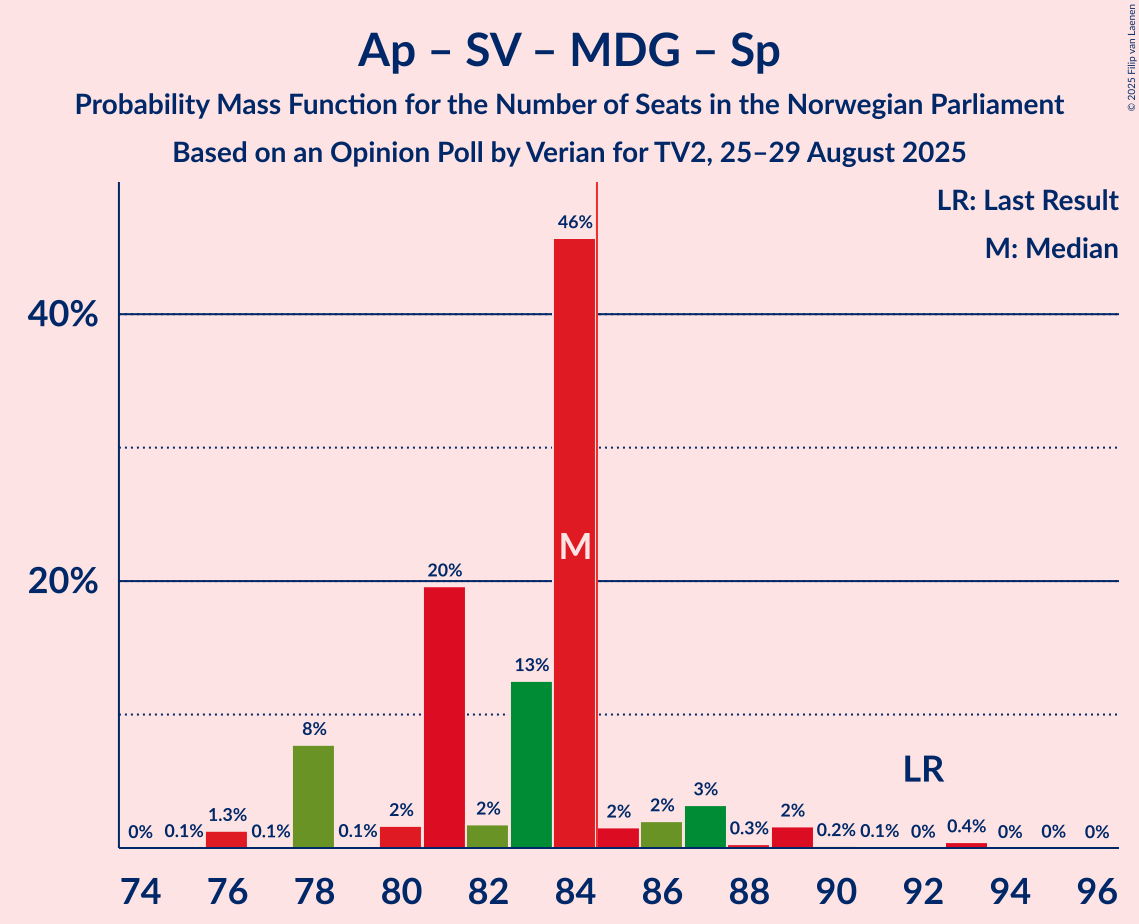 Ap – SV – MDG – Sp
Probability Mass Function for the Number of Seats in the Norwegian Parliament
Based on an Opinion Poll by Verian for TV2, 25–29 August 2025
© 2025 Filip van Laenen
LR: Last Result
M: Median
46%
40%
M
20%
20%
13%
8%
LR
0% 0.1% 1.3% 0.1% 0.1% 2% 2% 2% 2% 3% 0.3% 2% 0.2% 0.1% 0% 0.4% 0% 0% 0%
74 76 78 80 82 84 86 88 90 92 94 96